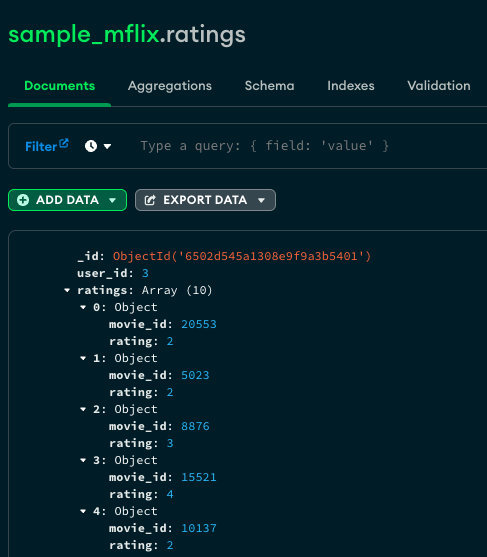 sample_mflix.ratings
Documents Aggregations Schema Indexes Validation
Filter Type a query: { field: 'value' }
ADD DATA EXPORT DATA
_id: ObjectId('6502d545a1308e9f9a3b5401')
user_id: 3
ratings: Array (10)
0: Object
movie_id: 20553
rating: 2
1: Object
movie_id: 5023
rating: 2
2: Object
movie_id: 8876
rating: 3
3: Object
movie_id: 15521
rating: 4
4: Object
movie_id: 10137
rating: 2